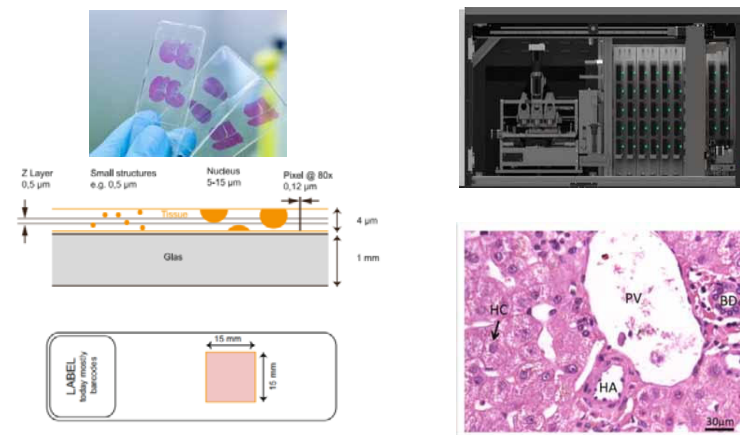 Z Layer
0,5 µm
Small structures
e.g. 0,5 µm
Nucleus
5-15 µm
Pixel @ 80x
0,12 µm
Tissue
4 µm
Glas
1 mm
LABEL
today mostly
barcodes
15 mm
15 mm
HC
PV
BD
HA
30µm